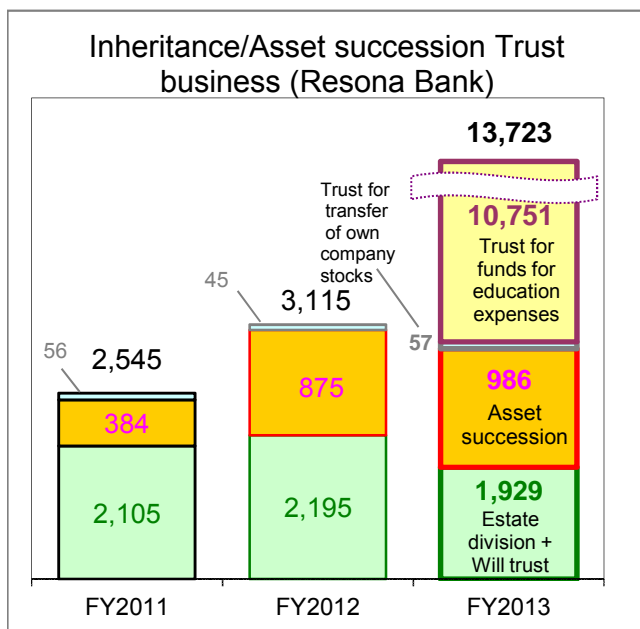 Inheritance/Asset succession Trust
business (Resona Bank)
13,723
Trust for
transfer
of own
company
stocks
10,751
Trust for
funds for
education
expenses
45
3,115
57
56
2,545
875
986
Asset
succession
384
2,105
2,195
1,929
Estate
division +
Will trust
FY2011
FY2012
FY2013